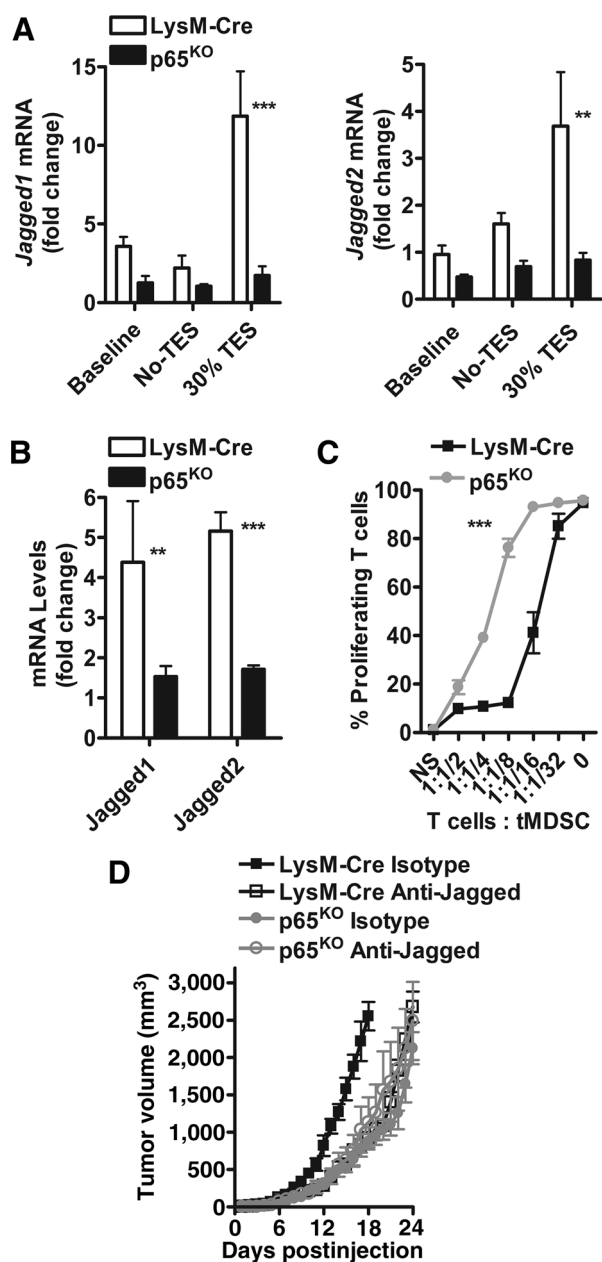 A
LysM-Cre
p65KO
Jagged1 mRNA
(fold change)
15
10
5
0
***
Baseline
No-TES
30% TES
Jagged2 mRNA
(fold change)
5
4
3
2
1
0
**
Baseline
No-TES
30% TES
B
LysM-Cre
p65KO
mRNA Levels
(fold change)
6
5
4
3
2
1
0
**
***
Jagged1
Jagged2
C
LysM-Cre
p65KO
% Proliferating T cells
100
80
60
40
20
0
***
NS
1:1/2
1:1/4
1:1/8
1:1/16
1:1/32
0
T cells : tMDSC
D
LysM-Cre Isotype
LysM-Cre Anti-Jagged
p65KO Isotype
p65KO Anti-Jagged
Tumor volume (mm3)
3,000
2,500
2,000
1,500
1,000
500
0
0
6
12
18
24
Days postinjection